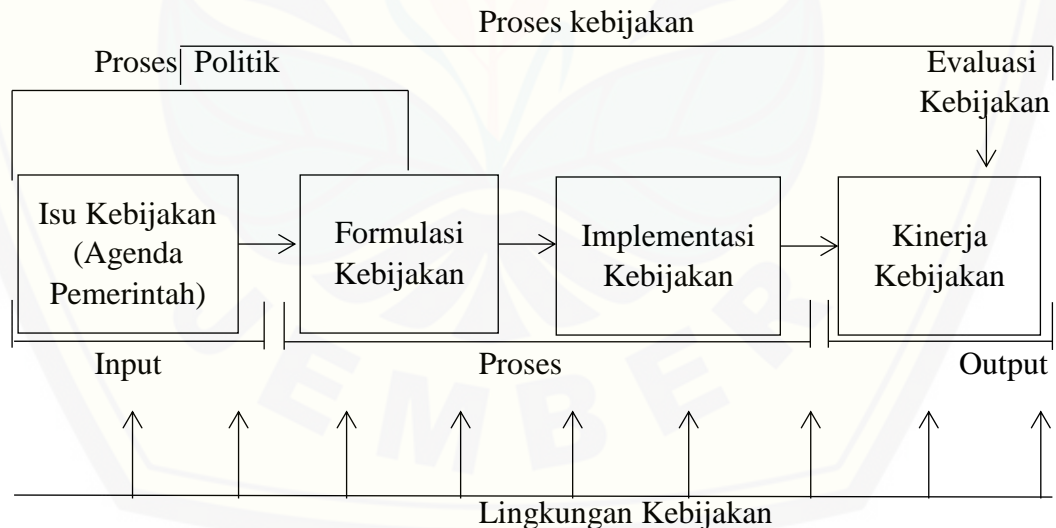 Proses kebijakan
Proses Politik
Evaluasi
Kebijakan
Isu Kebijakan
(Agenda
Pemerintah)
Formulasi
Kebijakan
Implementasi
Kebijakan
Kinerja
Kebijakan
Input
Proses
Output
Lingkungan Kebijakan
JEMBER